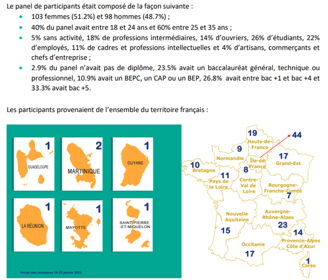 Le panel de participants était composé de la façon suivante :
• 103 femmes (51.2%) et 98 hommes (48.7%) ;
• 40% du panel avait entre 18 et 24 ans et 60% entre 25 et 35 ans ;
• 5% sans activité, 18% de professions intermédiaires, 14% d'ouvriers, 26% d'étudiants, 22%
d'employés, 11% de cadres et professions intellectuelles et 4% d'artisans, commerçants et
chefs d'entreprise ;
• 2.9% du panel n'avait pas de diplôme, 23.5% avait un baccalauréat général, technique ou
professionnel, 10.9% avait un BEPC, un CAP ou un BEP, 26.8% avait entre bac +1 et bac +4 et
33.3% avait bac +5.
Les participants provenaient de l'ensemble du territoire français :
1
GUADELOUPE
2
MARTINIQUE
1
GUYANE
1
LA RÉUNION
1
MAYOTTE
1
SAINT-PIERRE
ET-MIQUELON
19
Hauts-de-
France
44
9
Normandie
Île-de-
France
8
17
Grand-Est
10
Bretagne
11
Pays de
la Loire
Centre-
Val de
Loire
Bourgogne-
Franche-Comté
7
Nouvelle
Aquitaine
15
Auvergne-
Rhône-Alpes
23
14
Provence-Alpes
Côte d'Azur
Occitanie
17
1
Corse